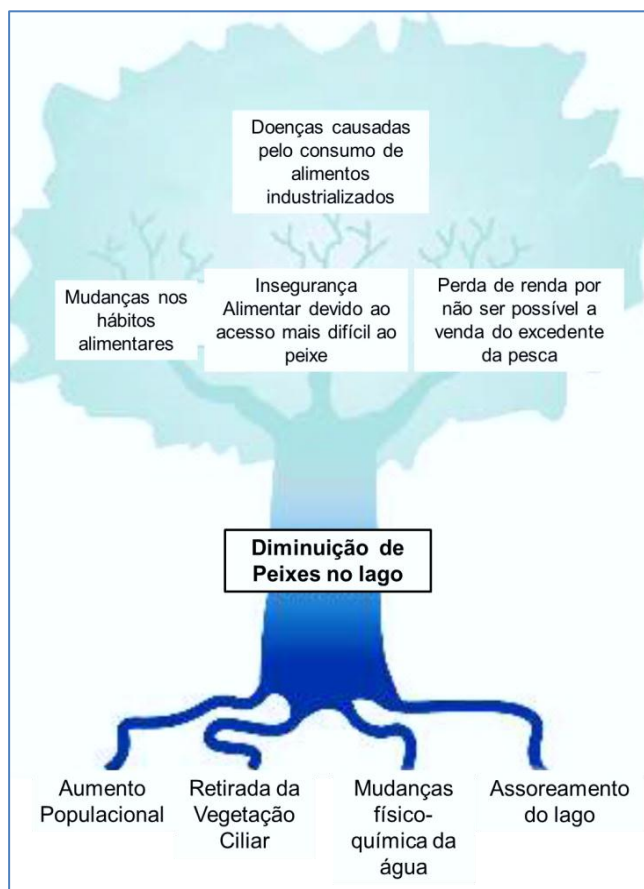 Doenças causadas
pelo consumo de
alimentos
industrializados
Mudanças nos
hábitos
alimentares
Insegurança
Alimentar devido ao
acesso mais difícil ao
peixe
Perda de renda por
não ser possível a
venda do excedente
da pesca
Diminuição de
Peixes no lago
Aumento
Populacional
Retirada da
Vegetação
Ciliar
Mudanças
físico-
química da
água
Assoreamento
do lago